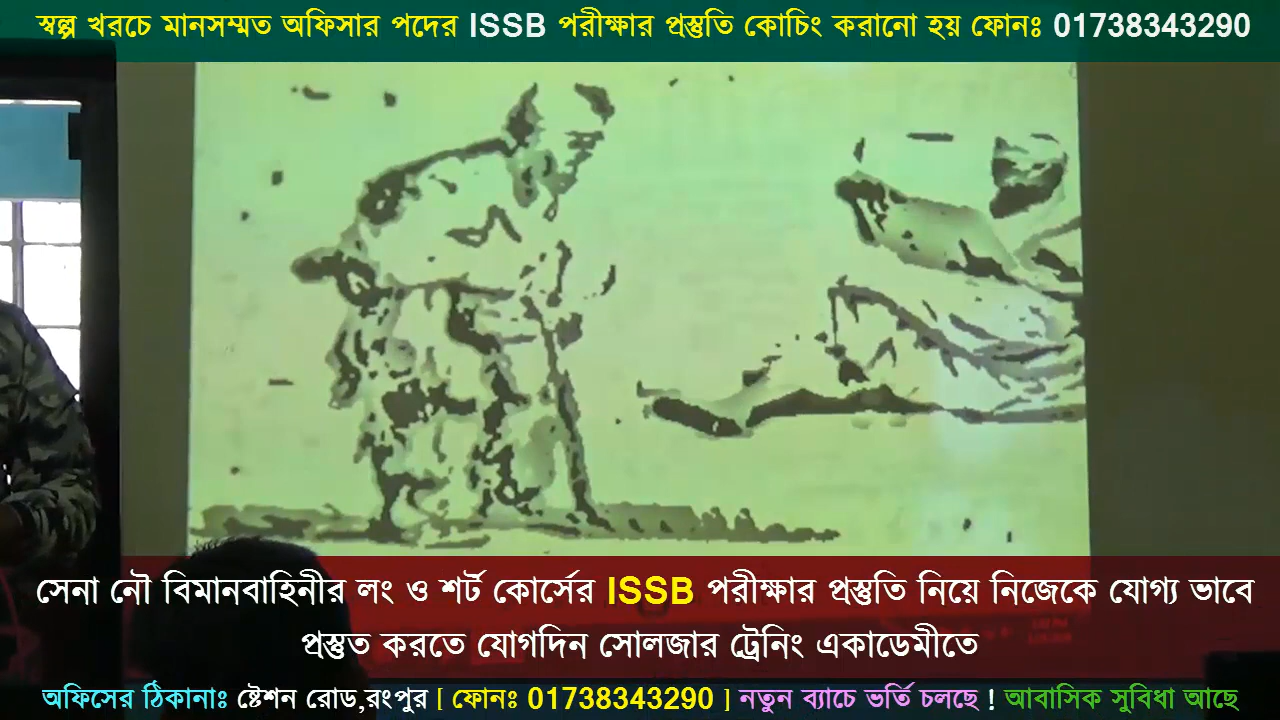 স্বল্প খরচে মানসম্মত অফিসার পদের ISSB পরীক্ষার প্রস্তুতি কোচিং করানো হয় ফোনঃ 01738343290
সেনা নৌ বিমানবাহিনীর লং ও শর্ট কোর্সের ISSB পরীক্ষার প্রস্তুতি নিয়ে নিজেকে যোগ্য ভাবে
প্রস্তুত করতে যোগদিন সোলজার ট্রেনিং একাডেমীতে
অফিসের ঠিকানাঃ ষ্টেশন রোড,রংপুর [ ফোনঃ 01738343290 ] নতুন ব্যাচে ভর্তি চলছে ! আবাসিক সুবিধা আছে